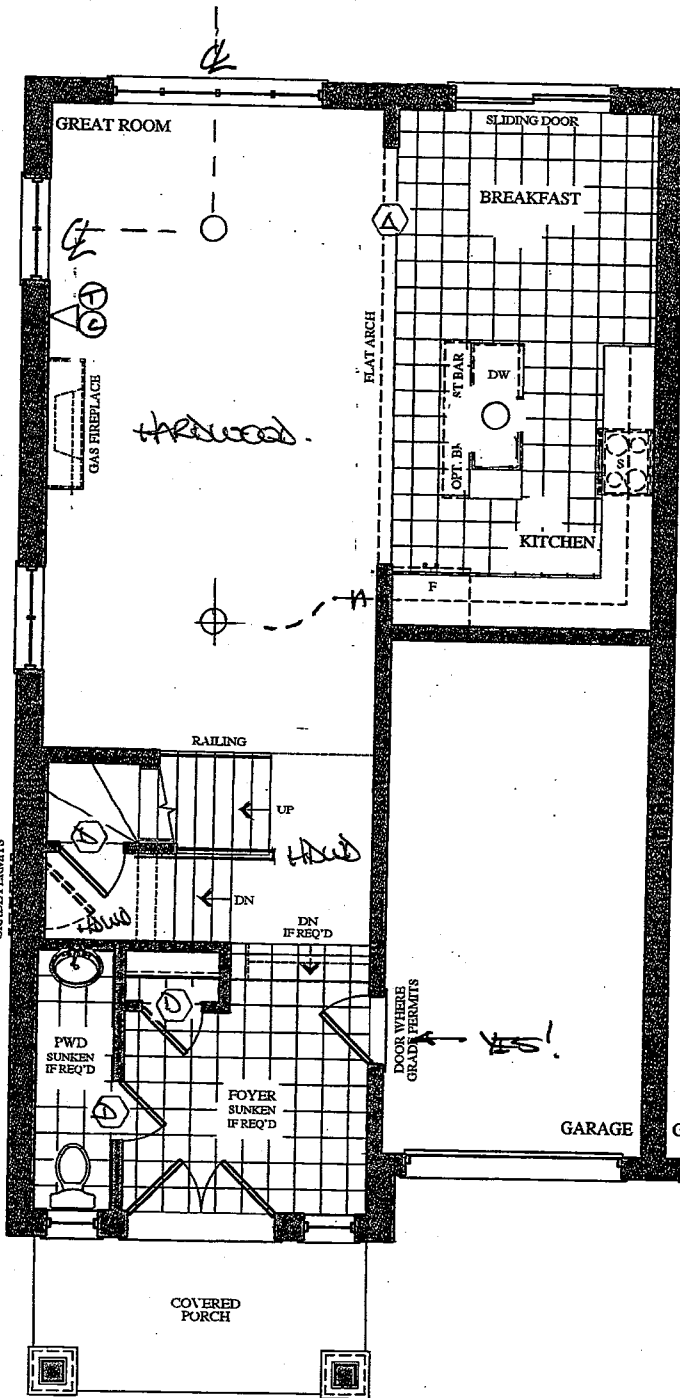 CL
GREAT ROOM
SLIDING DOOR
BREAKFAST
A
CL
T
C
FLAT ARCH
ST BAR
DW
GAS FIREPLACE
HARDWOOD.
OPT. B
S
KITCHEN
F
RAILING
UP
HDWD
D
DN
HDWD
DN
IF REQ'D
PWD
SUNKEN
IF REQ'D
D
DOOR WHERE
GRADE PERMITS
YES!
FOYER
SUNKEN
IF REQ'D
D
GARAGE
G
COVERED
PORCH